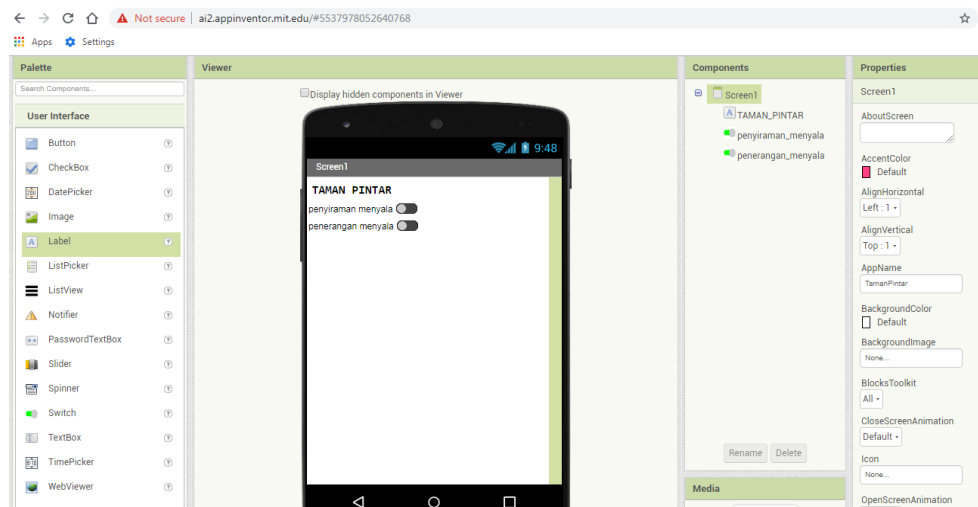 Not secure | ai2.appinventor.mit.edu/#5537978052640768
Apps Settings
Palette
Search Components...
User Interface
Button
CheckBox
DatePicker
Image
Label
ListPicker
ListView
Notifier
PasswordTextBox
Slider
Spinner
Switch
TextBox
TimePicker
WebViewer
Viewer
Display hidden components in Viewer
9:48
Screen1
TAMAN PINTAR
penyiraman menyala
penerangan menyala
Components
Screen1
TAMAN_PINTAR
penyiraman_menyala
penerangan_menyala
Rename Delete
Media
Properties
Screen1
AboutScreen
AccentColor
Default
AlignHorizontal
Left : 1
AlignVertical
Top : 1
AppName
TamanPintar
BackgroundColor
Default
BackgroundImage
None...
BlocksToolkit
All
CloseScreenAnimation
Default
Icon
None...
OpenScreenAnimation